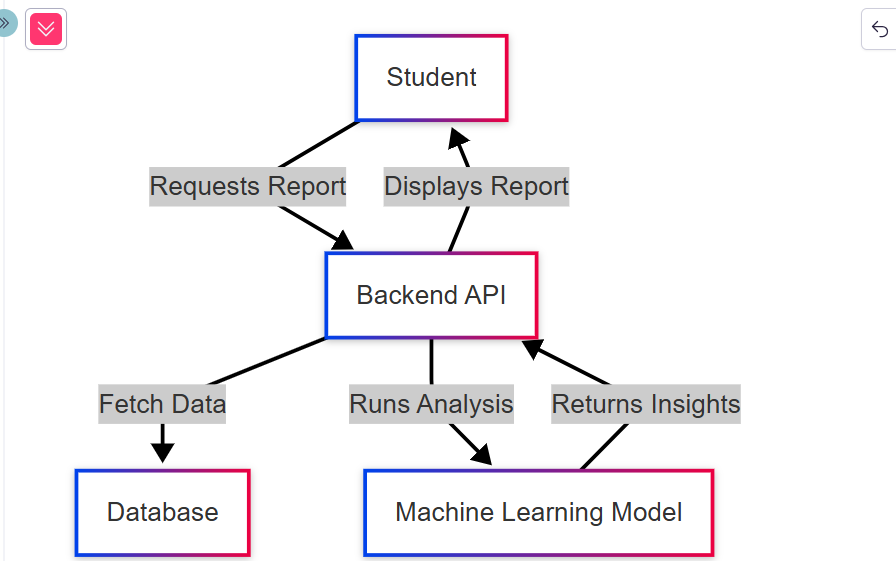 Student
Requests Report
Displays Report
Backend API
Fetch Data
Runs Analysis
Returns Insights
Database
Machine Learning Model